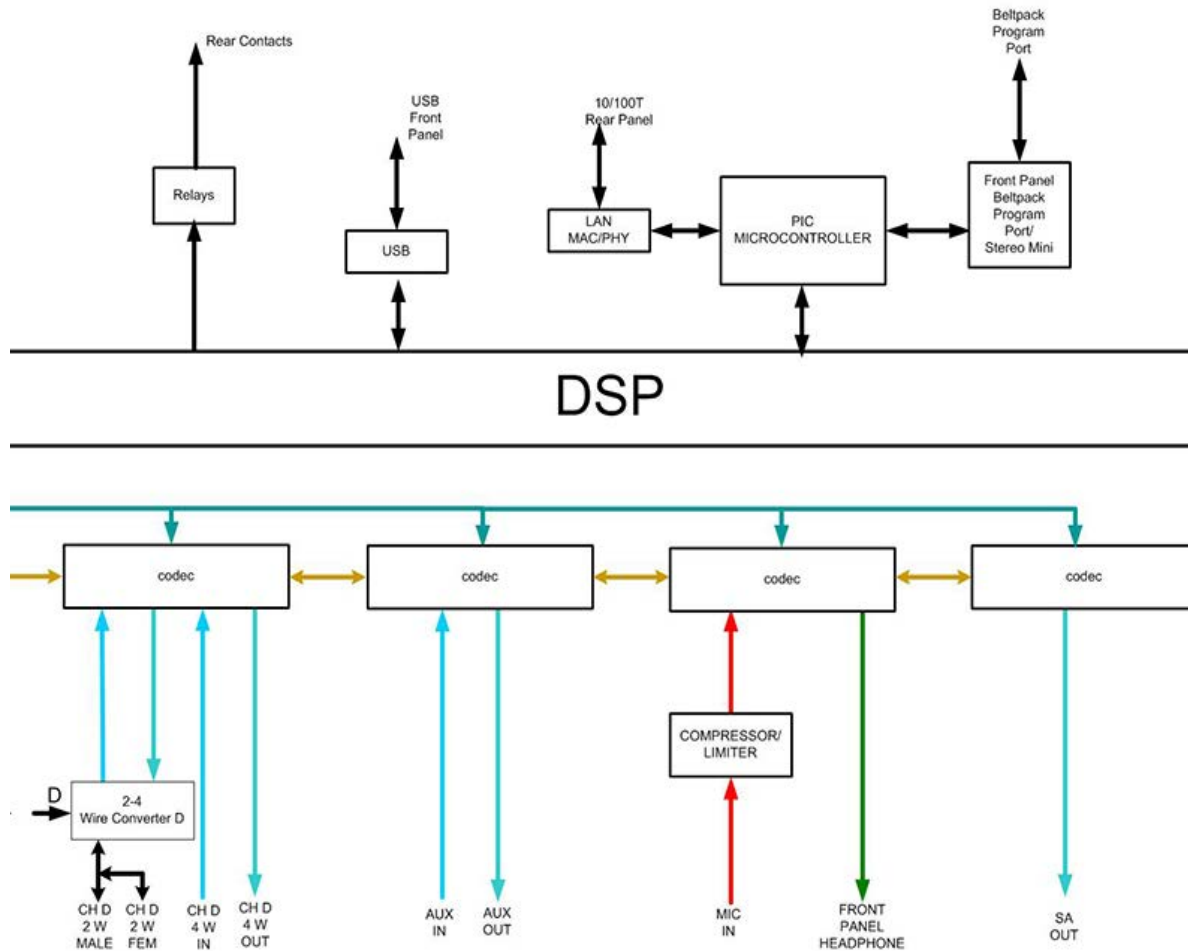 Rear Contacts
Beltpack
Program
Port
USB
Front
Panel
10/100T
Rear Panel
Relays
USB
LAN
MAC/PHY
PIC
MICROCONTROLLER
Front Panel
Beltpack
Program
Port/
Stereo Mini
DSP
codec
codec
codec
codec
COMPRESSOR/
LIMITER
D
2-4
Wire Converter D
CH D
2 W
MALE
CH D
2 W
FEM
CH D
4 W
IN
CH D
4 W
OUT
AUX
IN
AUX
OUT
MIC
IN
FRONT
PANEL
HEADPHONE
SA
OUT